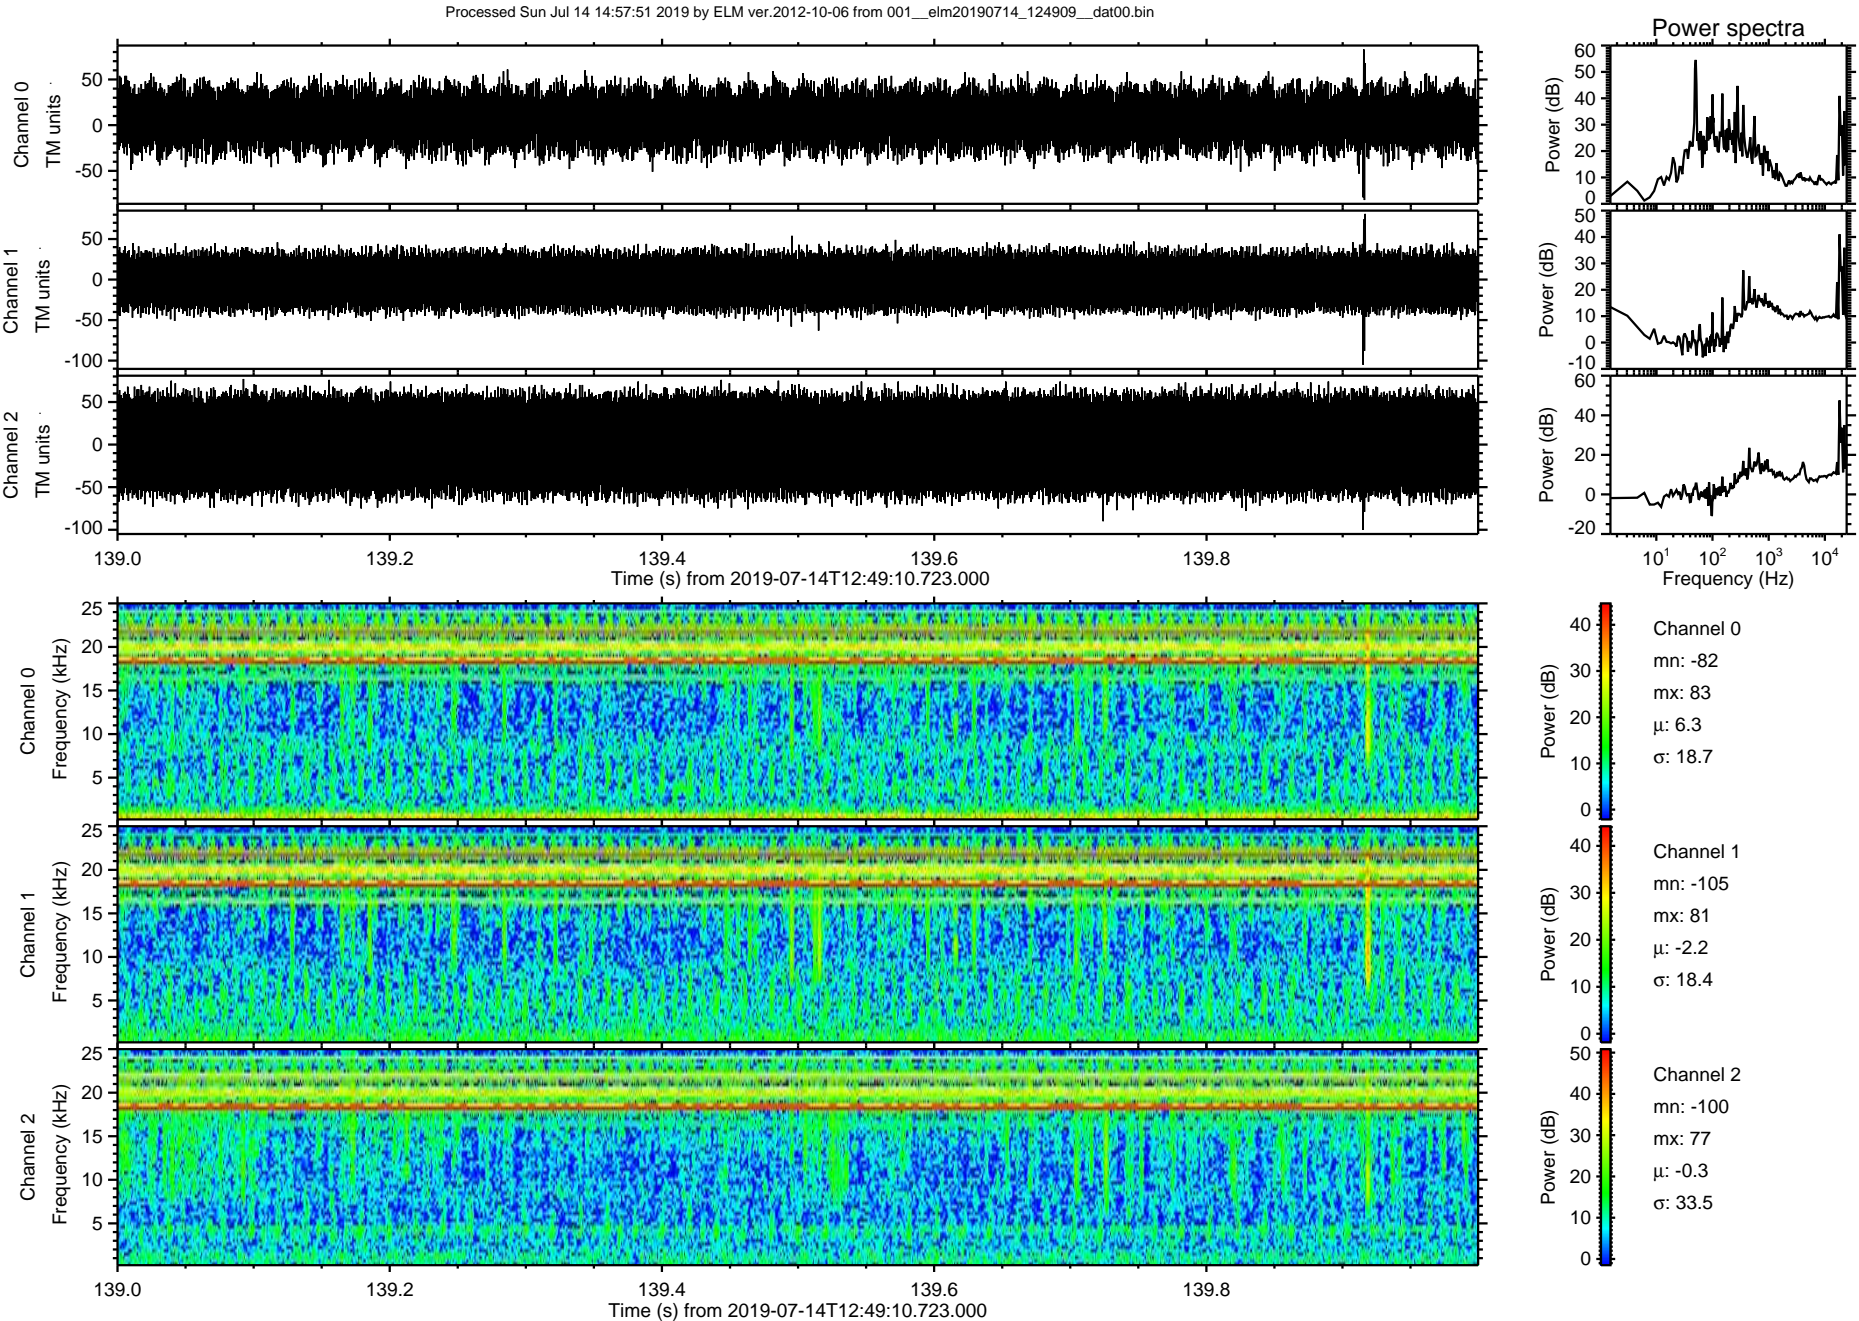 Processed Sun Jul 14 14:57:51 2019 by ELM ver.2012-10-06 from 001__elm20190714_124909__dat00.bin
Power spectra
Channel 0
TM units
50
0
-50
Power (dB)
60
50
40
30
20
10
0
Channel 1
TM units
50
0
-50
-100
Power (dB)
50
40
30
20
10
0
-10
Channel 2
TM units
50
0
-50
-100
Power (dB)
60
40
20
0
-20
139.0
139.2
139.4
139.6
139.8
Time (s) from 2019-07-14T12:49:10.723.000
10^1
10^2
10^3
10^4
Frequency (Hz)
Channel 0
Frequency (kHz)
25
20
15
10
5
Power (dB)
40
30
20
10
0
Channel 0
mn: -82
mx: 83
μ: 6.3
σ: 18.7
Channel 1
Frequency (kHz)
25
20
15
10
5
Power (dB)
40
30
20
10
0
Channel 1
mn: -105
mx: 81
μ: -2.2
σ: 18.4
Channel 2
Frequency (kHz)
25
20
15
10
5
Power (dB)
50
40
30
20
10
0
Channel 2
mn: -100
mx: 77
μ: -0.3
σ: 33.5
139.0
139.2
139.4
139.6
139.8
Time (s) from 2019-07-14T12:49:10.723.000